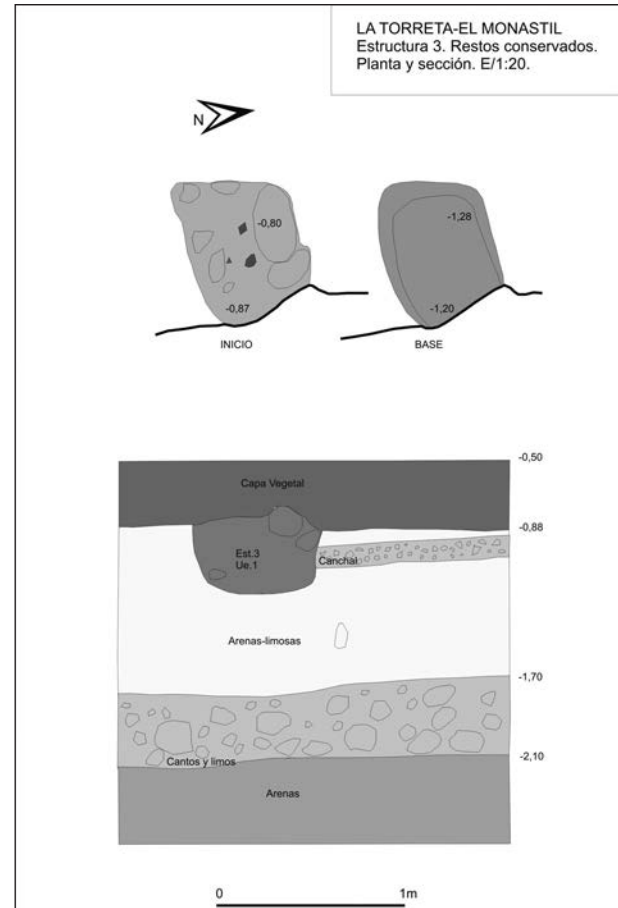 LA TORRETA-EL MONASTIL
Estructura 3. Restos conservados.
Planta y sección. E/1:20.
N
-0,80
-0,87
INICIO
-1,28
-1,20
BASE
-0,50
Capa Vegetal
-0,88
Est.3
Ue.1
Canchal
Arenas-limosas
-1,70
Cantos y limos
-2,10
Arenas
0
1m